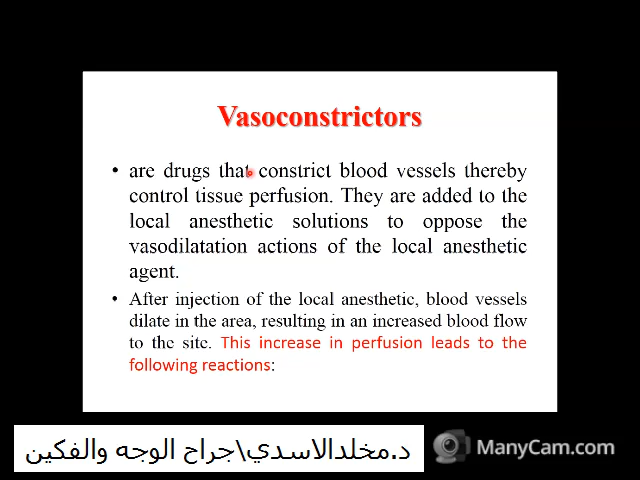 Vasoconstrictors
• are drugs that constrict blood vessels thereby
control tissue perfusion. They are added to the
local anesthetic solutions to oppose the
vasodilatation actions of the local anesthetic
agent.
• After injection of the local anesthetic, blood vessels
dilate in the area, resulting in an increased blood flow
to the site. This increase in perfusion leads to the
following reactions:
د.مخلدالاسدي\جراح الوجه والفكين
ManyCam.com